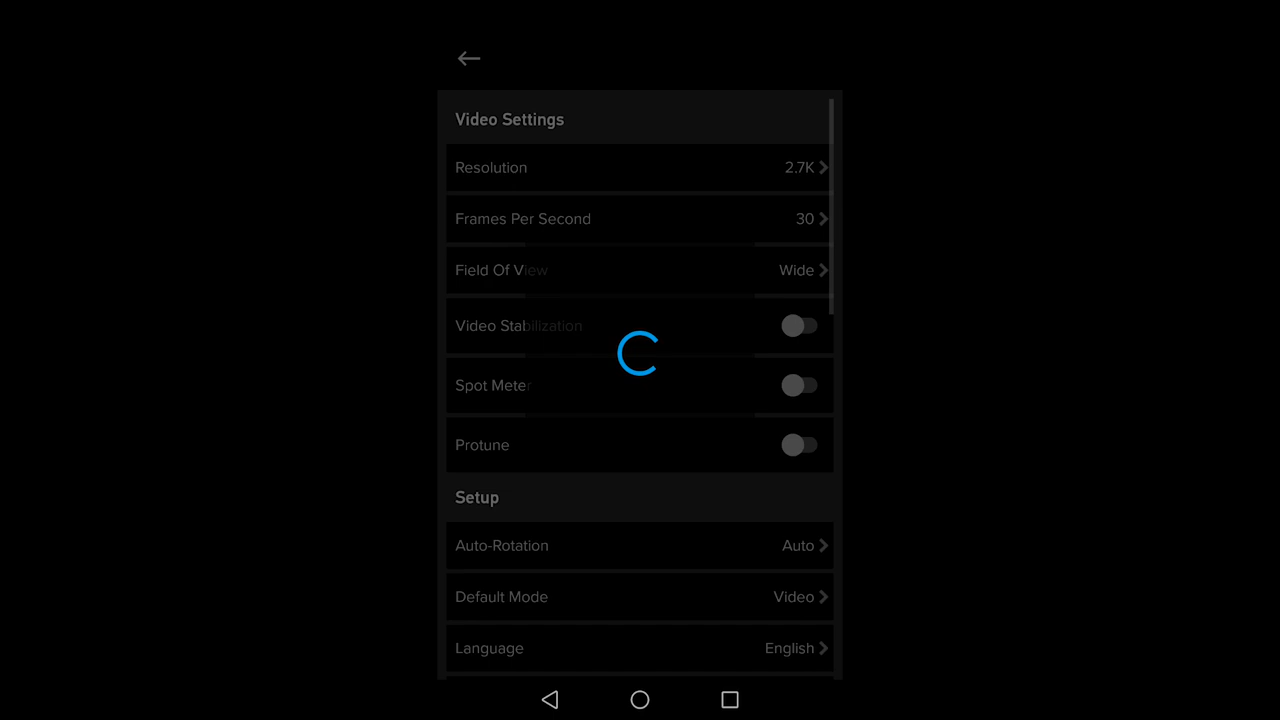 Video Settings
Resolution 2.7K
Frames Per Second 30
Field Of View Wide
Video Stabilization
Spot Meter
Protune
Setup
Auto-Rotation Auto
Default Mode Video
Language English